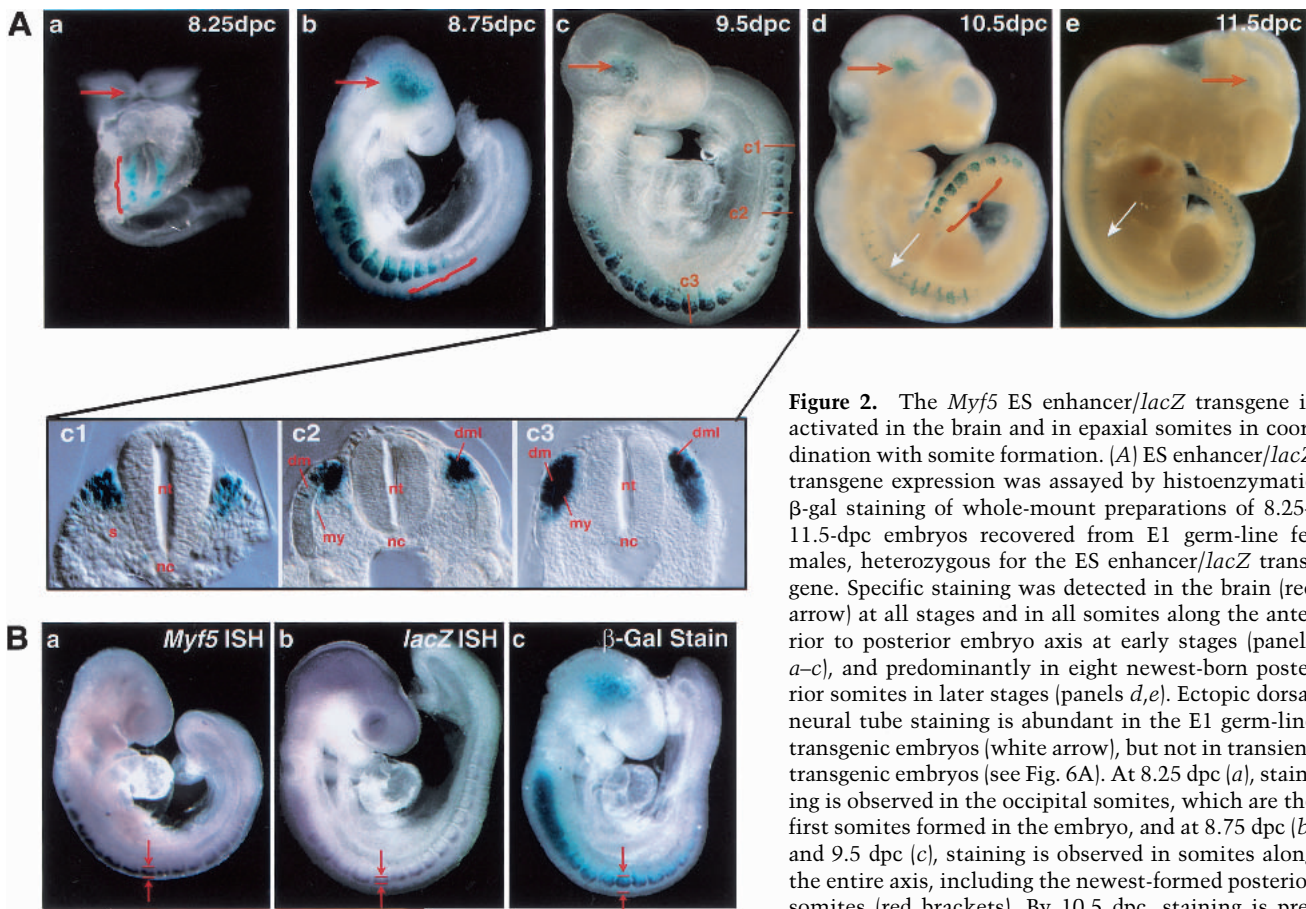 A
a 8.25dpc
b 8.75dpc
c 9.5dpc
d 10.5dpc
e 11.5dpc
c1
c2
c3
c1
s
nt
nc
c2
dm
dml
nt
my
nc
c3
dml
dm
nt
my
nc
B
a Myf5 ISH
b lacZ ISH
c β-Gal Stain
Figure 2. The Myf5 ES enhancer/lacZ transgene i
activated in the brain and in epaxial somites in coor
dination with somite formation. (A) ES enhancer/lacZ
transgene expression was assayed by histoenzymati
β-gal staining of whole-mount preparations of 8.25-
11.5-dpc embryos recovered from E1 germ-line fe
males, heterozygous for the ES enhancer/lacZ trans
gene. Specific staining was detected in the brain (re
arrow) at all stages and in all somites along the ante
rior to posterior embryo axis at early stages (panel
a–c), and predominantly in eight newest-born poste
rior somites in later stages (panels d,e). Ectopic dorsa
neural tube staining is abundant in the E1 germ-lin
transgenic embryos (white arrow), but not in transien
transgenic embryos (see Fig. 6A). At 8.25 dpc (a), stain
ing is observed in the occipital somites, which are th
first somites formed in the embryo, and at 8.75 dpc (b
and 9.5 dpc (c), staining is observed in somites alon
the entire axis, including the newest-formed posterio
somites (red brackets). By 10.5 dpc, staining is pre